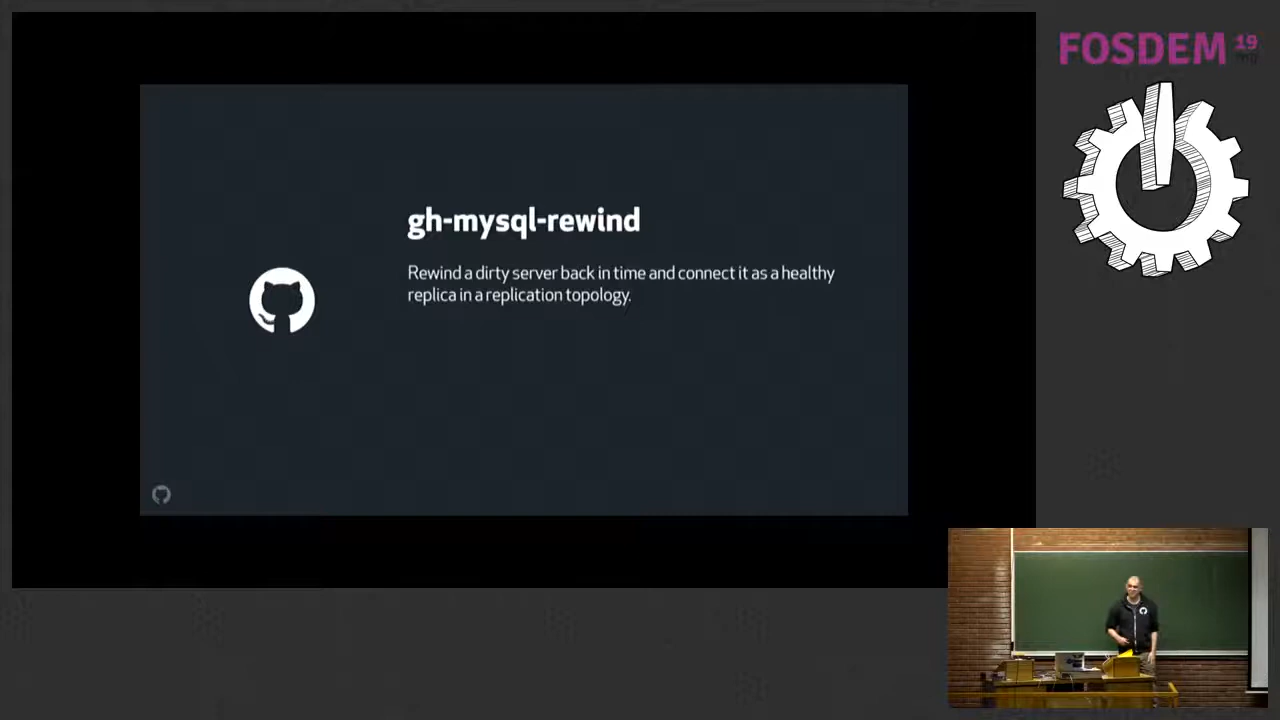 FOSDEM 19
.org
gh-mysql-rewind
Rewind a dirty server back in time and connect it as a healthy
replica in a replication topology.